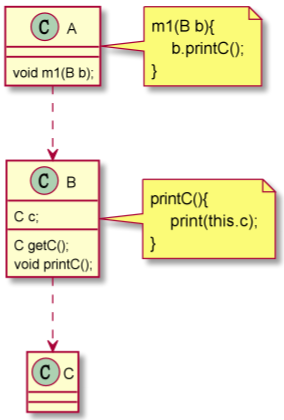 C A
void m1(B b);
m1(B b){
b.printC();
}
C B
C c;
C getC();
void printC();
printC(){
print(this.c);
}
C C